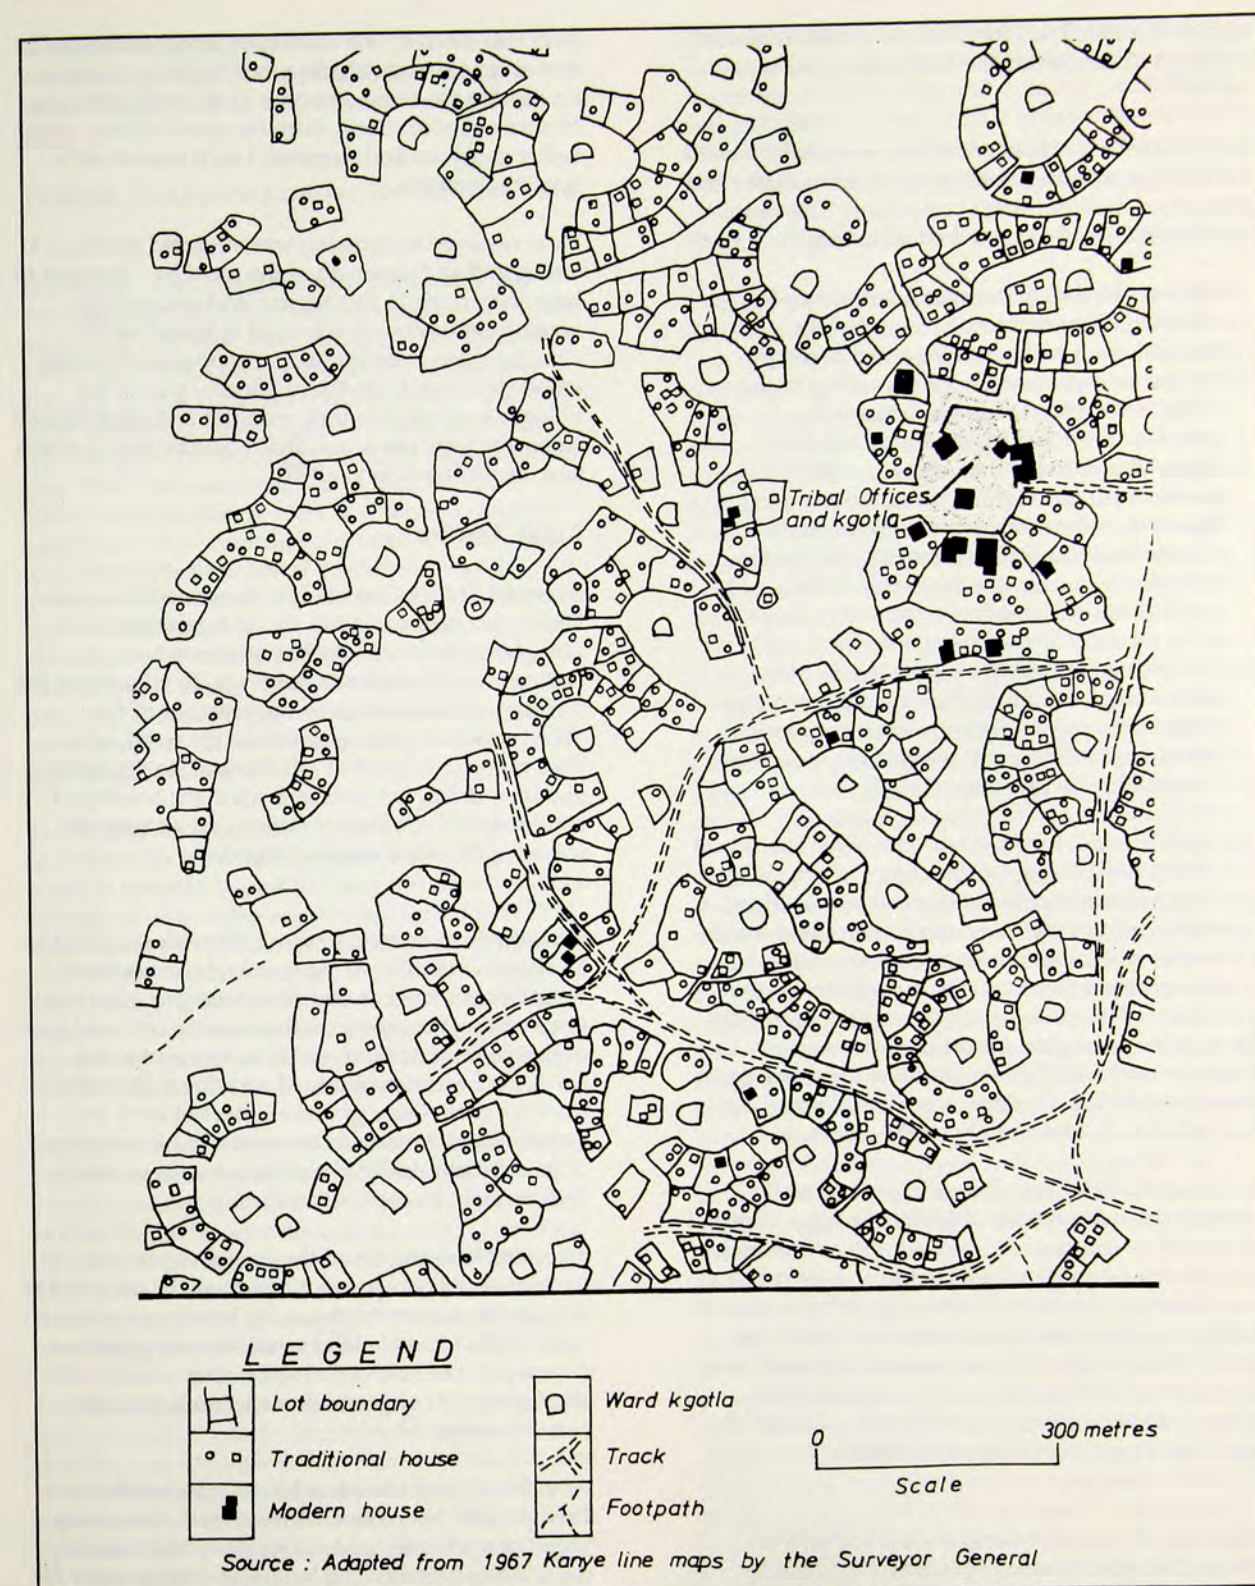 Tribal Offices
and kgotla
LEGEND
Lot boundary
Traditional house
Modern house
Ward kgotla
Track
Footpath
0 300 metres
Scale
Source : Adapted from 1967 Kanye line maps by the Surveyor General